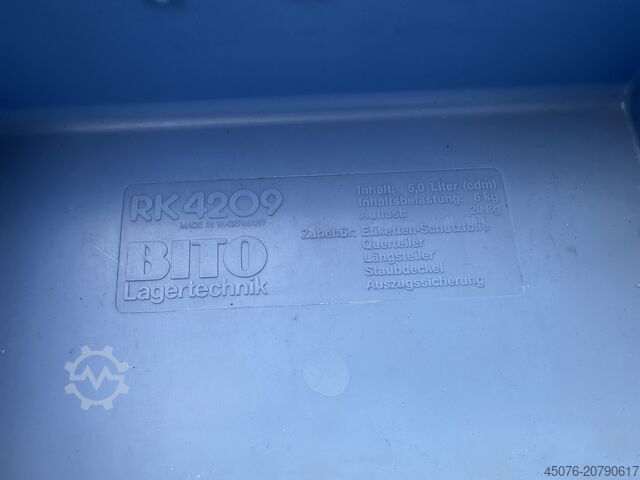 RK 4209
MADE IN W.-GERMANY
BITO
Lagertechnik
Inhalt: 6,0 Liter (cdm)
Inhaltsbelastung: 6 kg
Auflast: 20 kg
Zubehör: Etiketten-Schutzfolie
Querteiler
Längsteiler
Staubdeckel
Auszugssicherung
45076-20790617